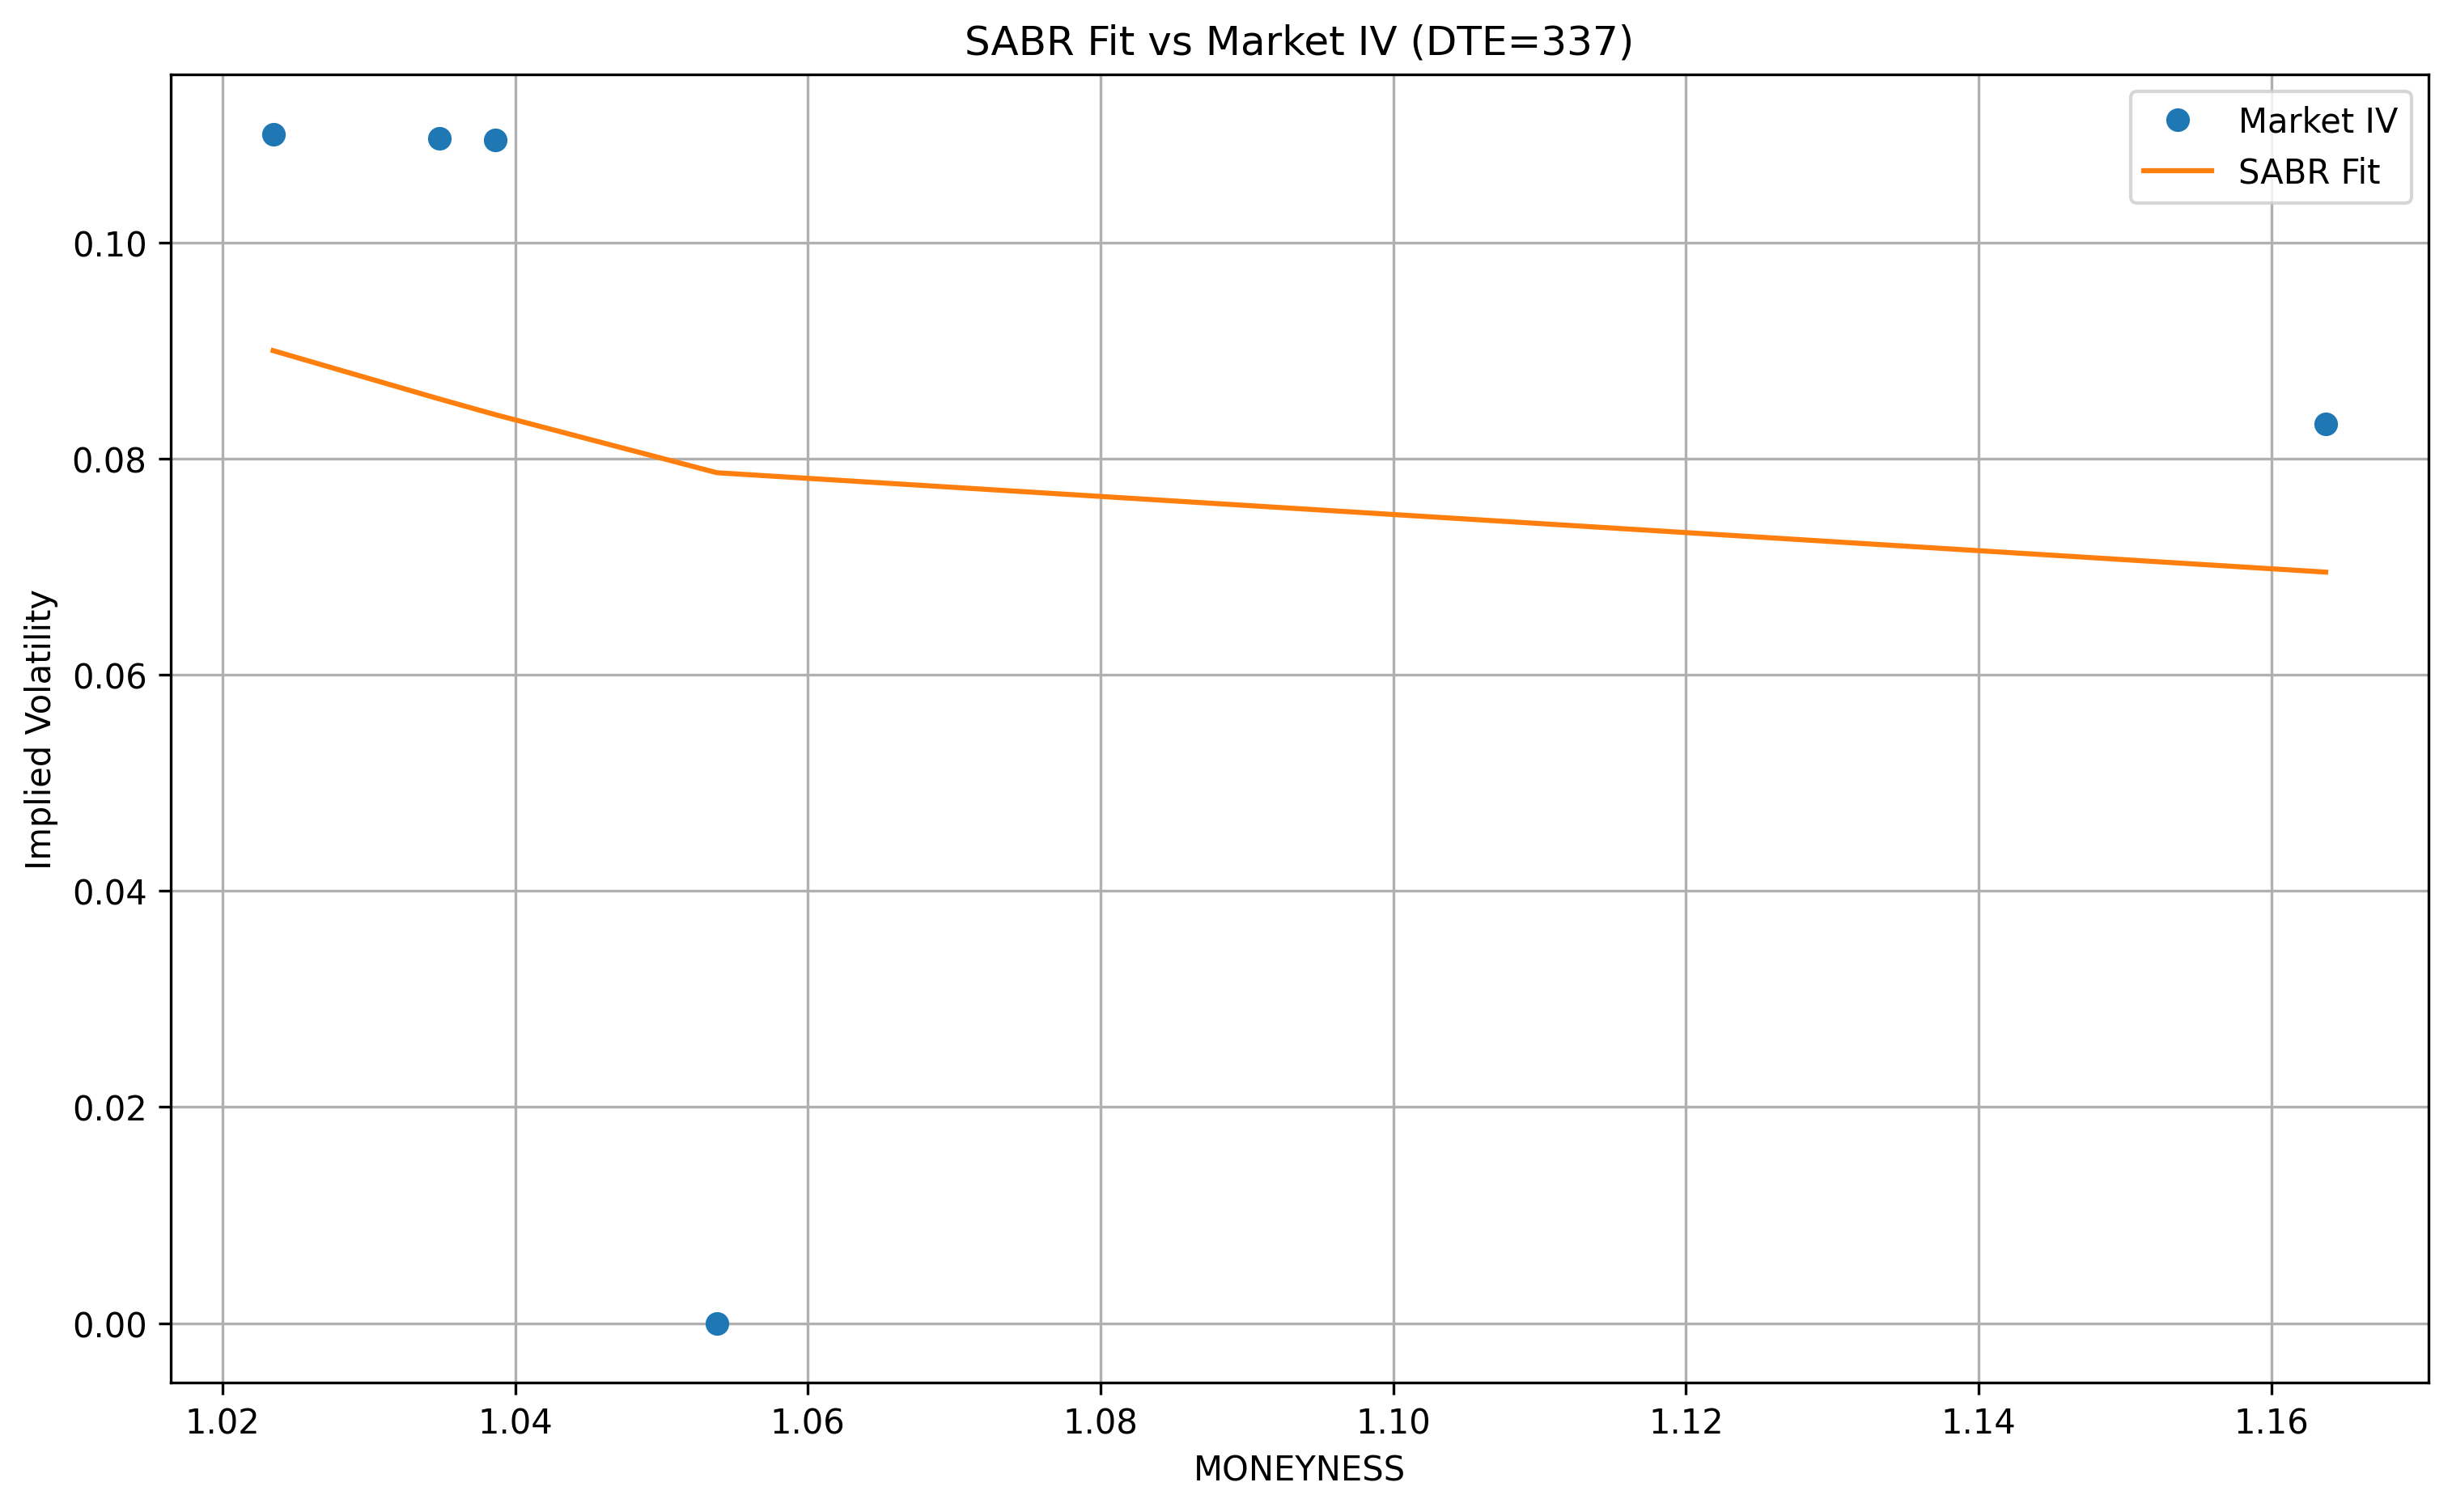 SABR Fit vs Market IV (DTE=337)
Market IV
SABR Fit
Implied Volatility
0.10
0.08
0.06
0.04
0.02
0.00
1.02 1.04 1.06 1.08 1.10 1.12 1.14 1.16
MONEYNESS